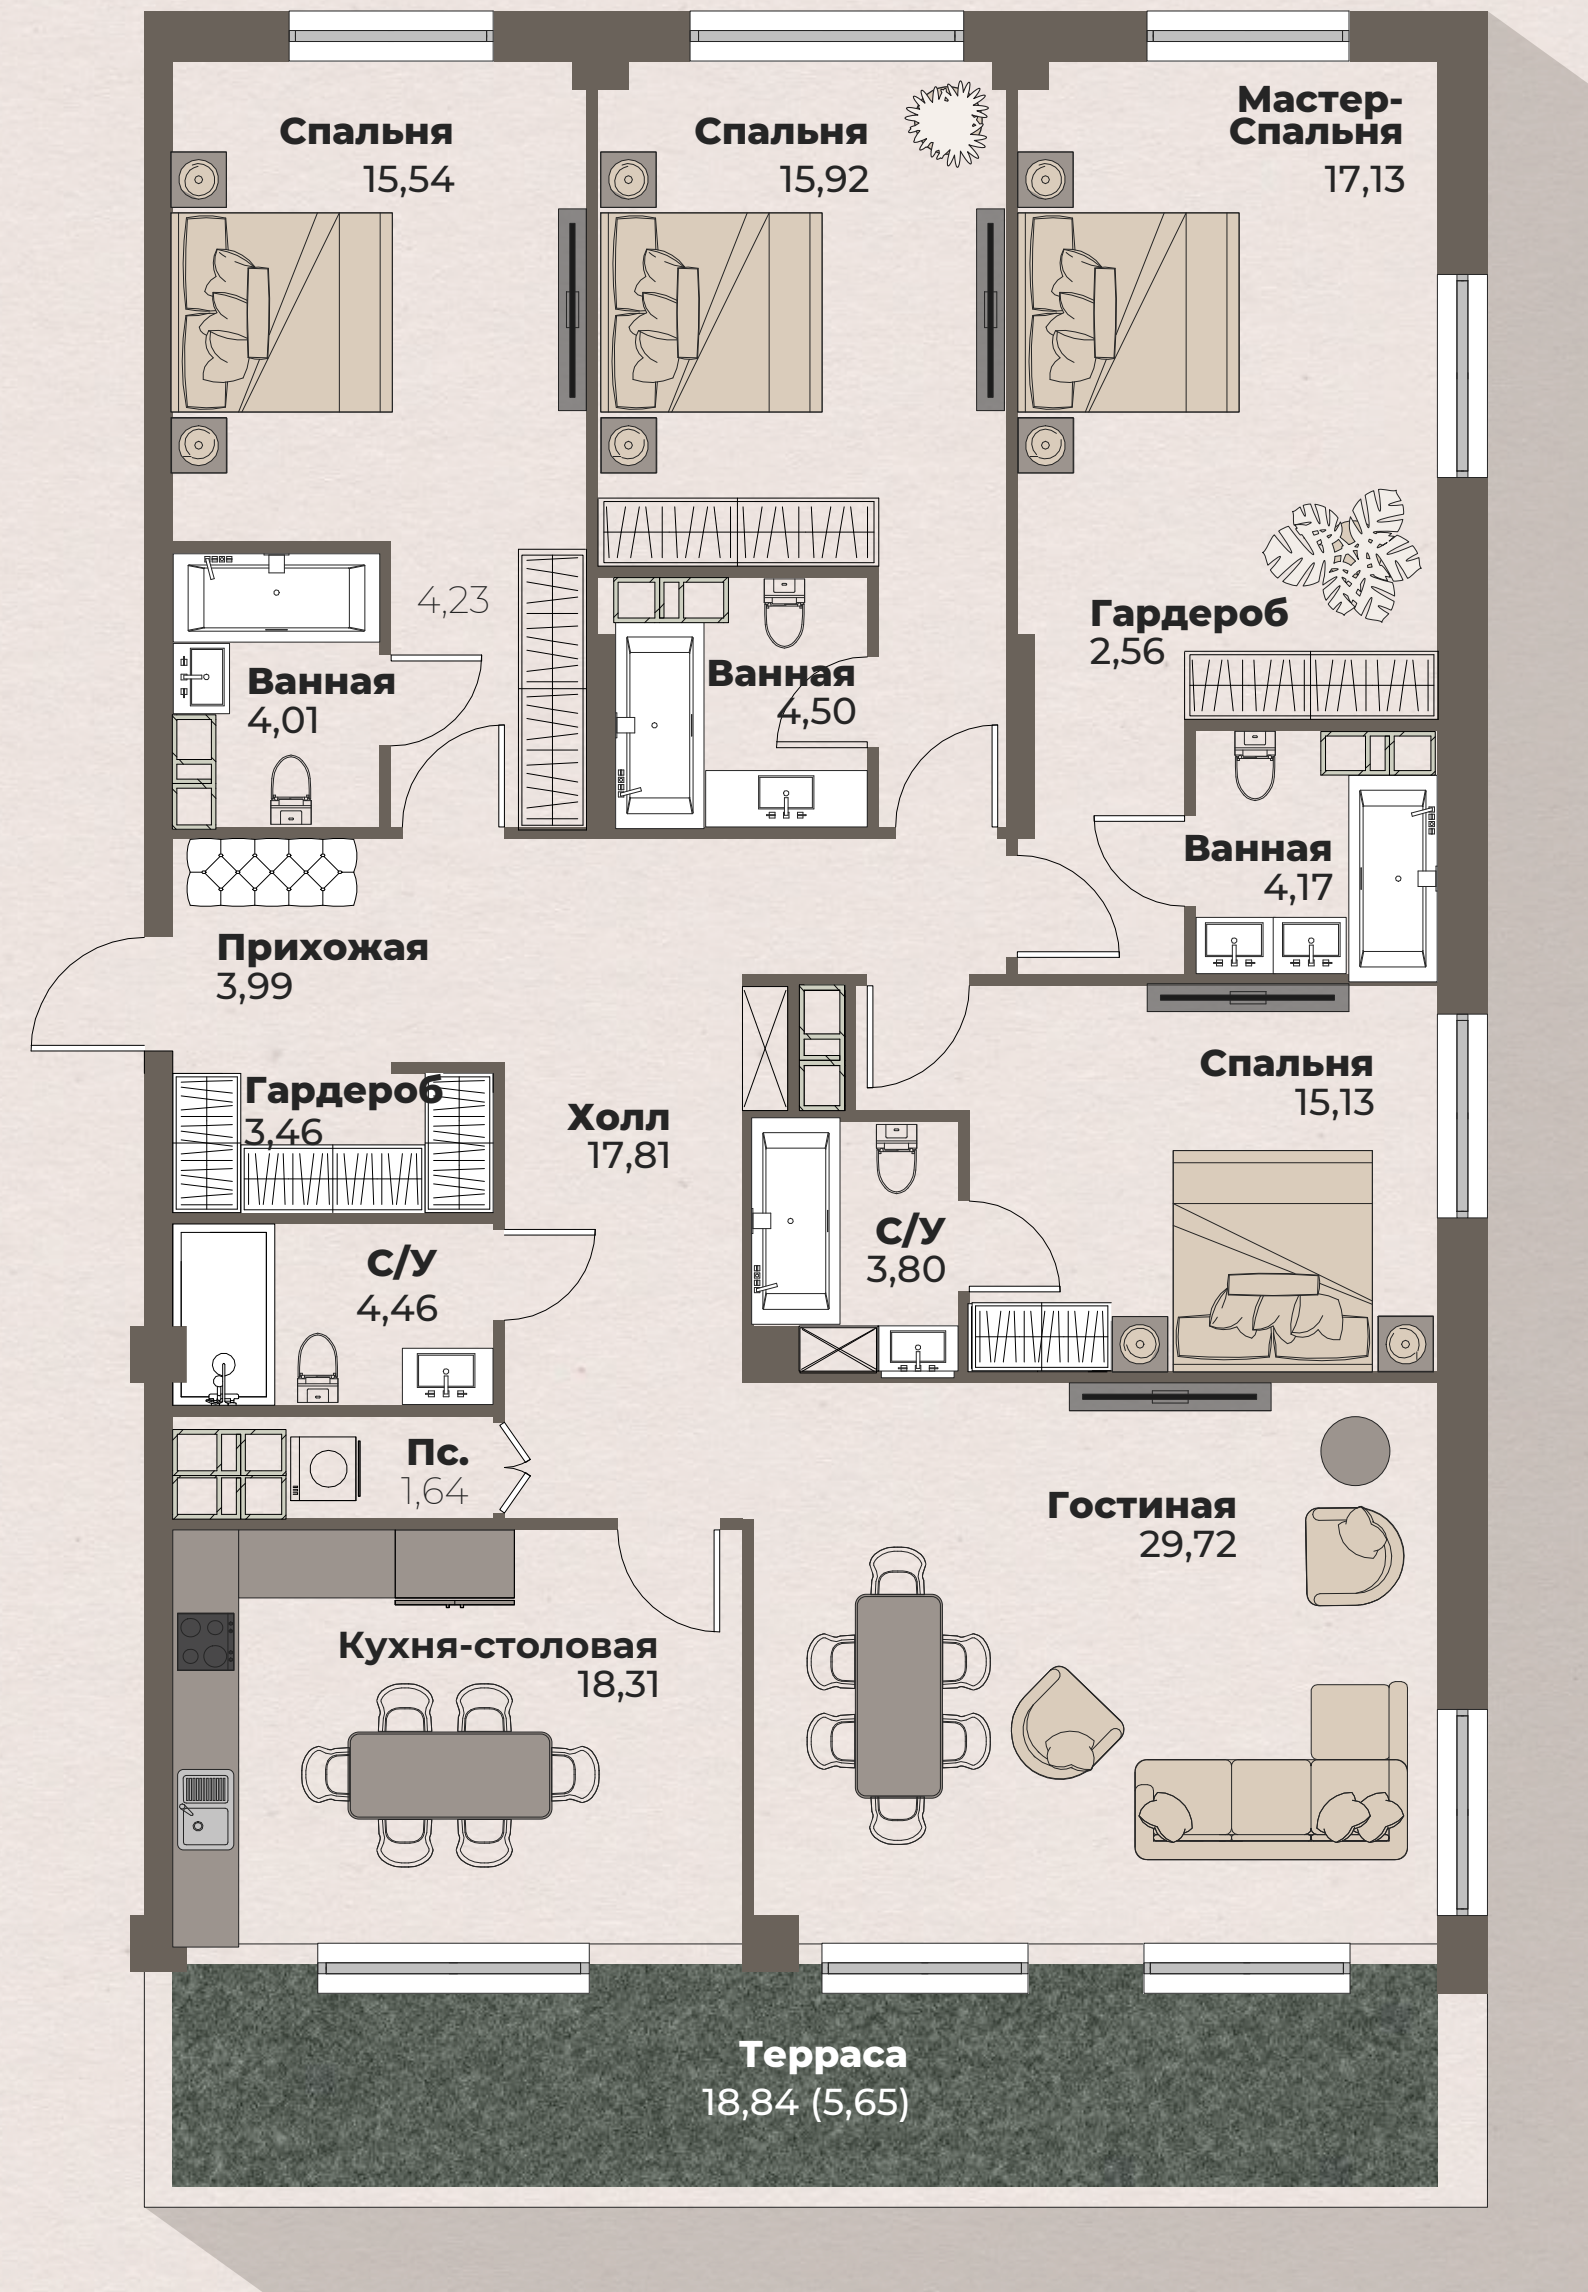 Спальня
15,54
Спальня
15,92
Мастер-
Спальня
17,13
4,23
Гардероб
2,56
Ванная
4,01
Ванная
4,50
Ванная
4,17
Прихожая
3,99
Гардероб
3,46
Холл
17,81
Спальня
15,13
С/У
4,46
С/У
3,80
Пс.
1,64
Гостиная
29,72
Кухня-столовая
18,31
Терраса
18,84 (5,65)